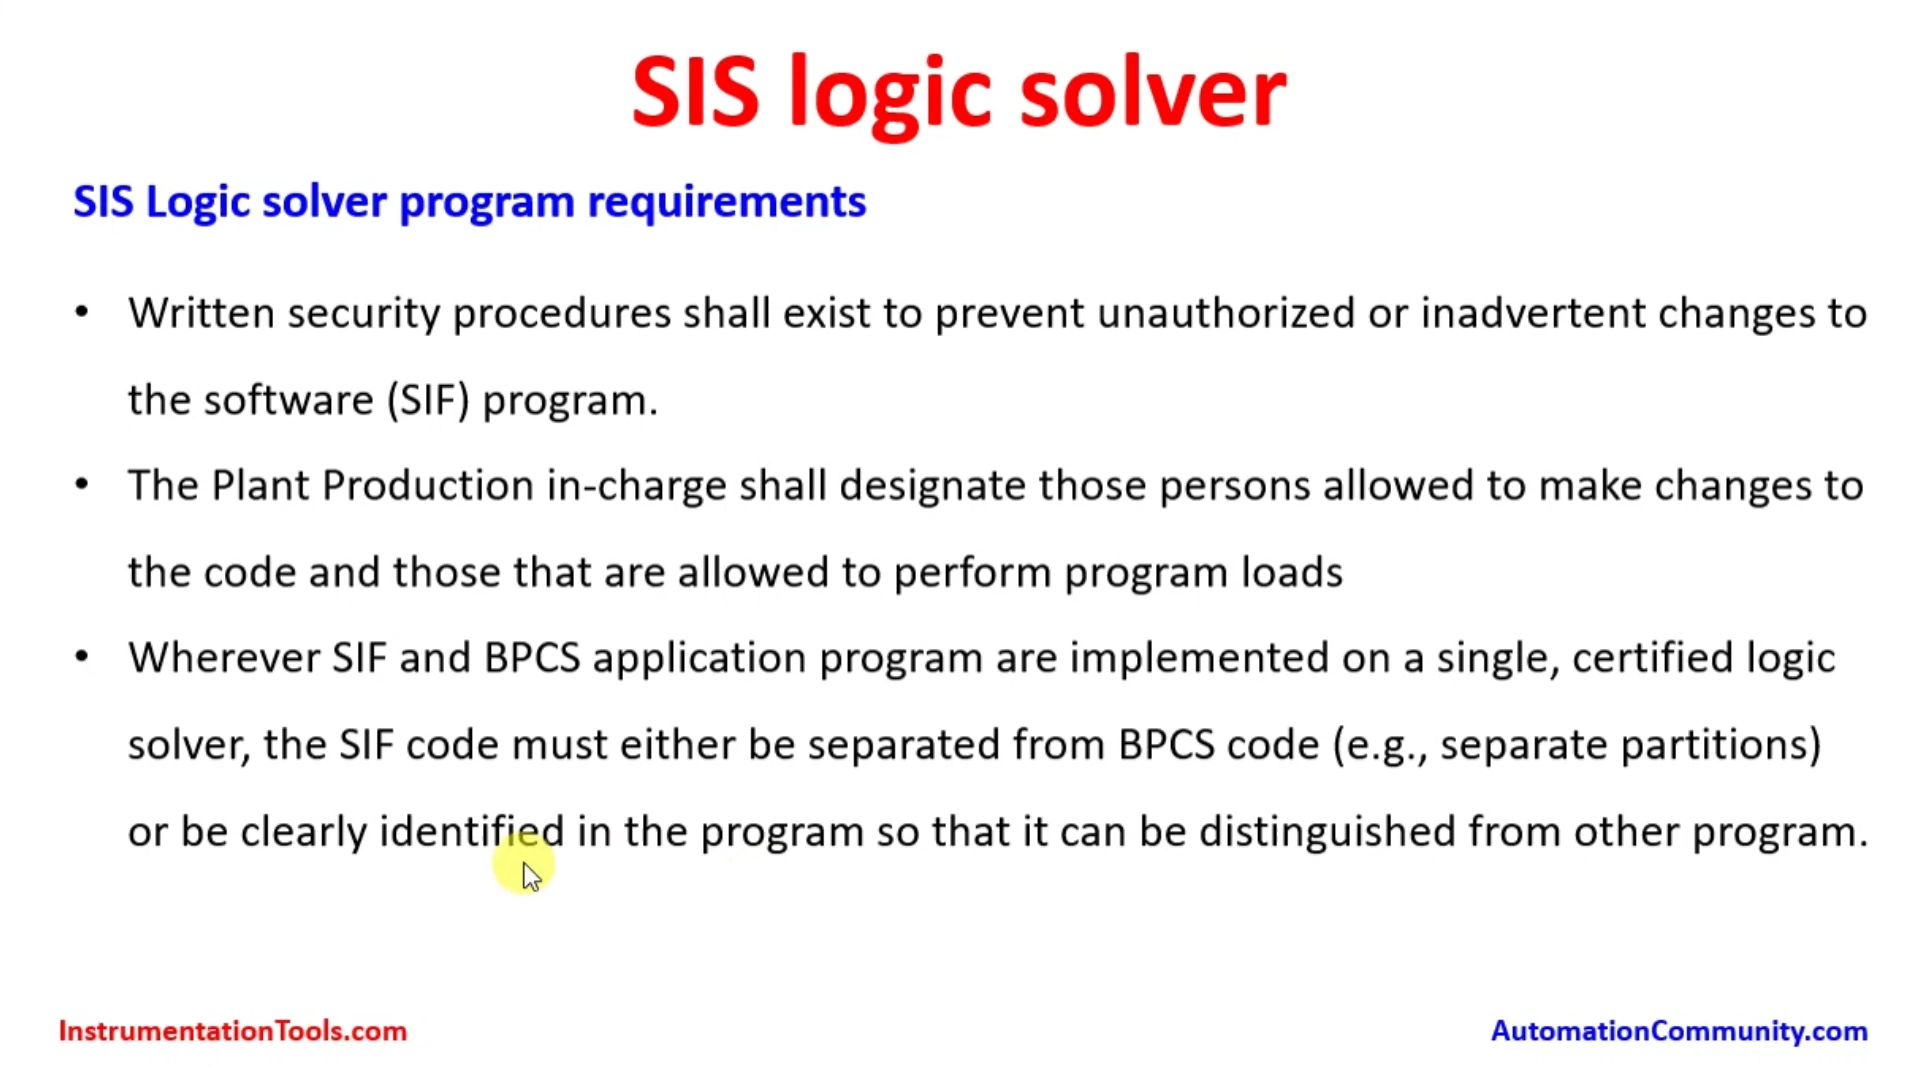 SIS logic solver
SIS Logic solver program requirements
• Written security procedures shall exist to prevent unauthorized or inadvertent changes to
the software (SIF) program.
• The Plant Production in-charge shall designate those persons allowed to make changes to
the code and those that are allowed to perform program loads
• Wherever SIF and BPCS application program are implemented on a single, certified logic
solver, the SIF code must either be separated from BPCS code (e.g., separate partitions)
or be clearly identified in the program so that it can be distinguished from other program.
InstrumentationTools.com
AutomationCommunity.com